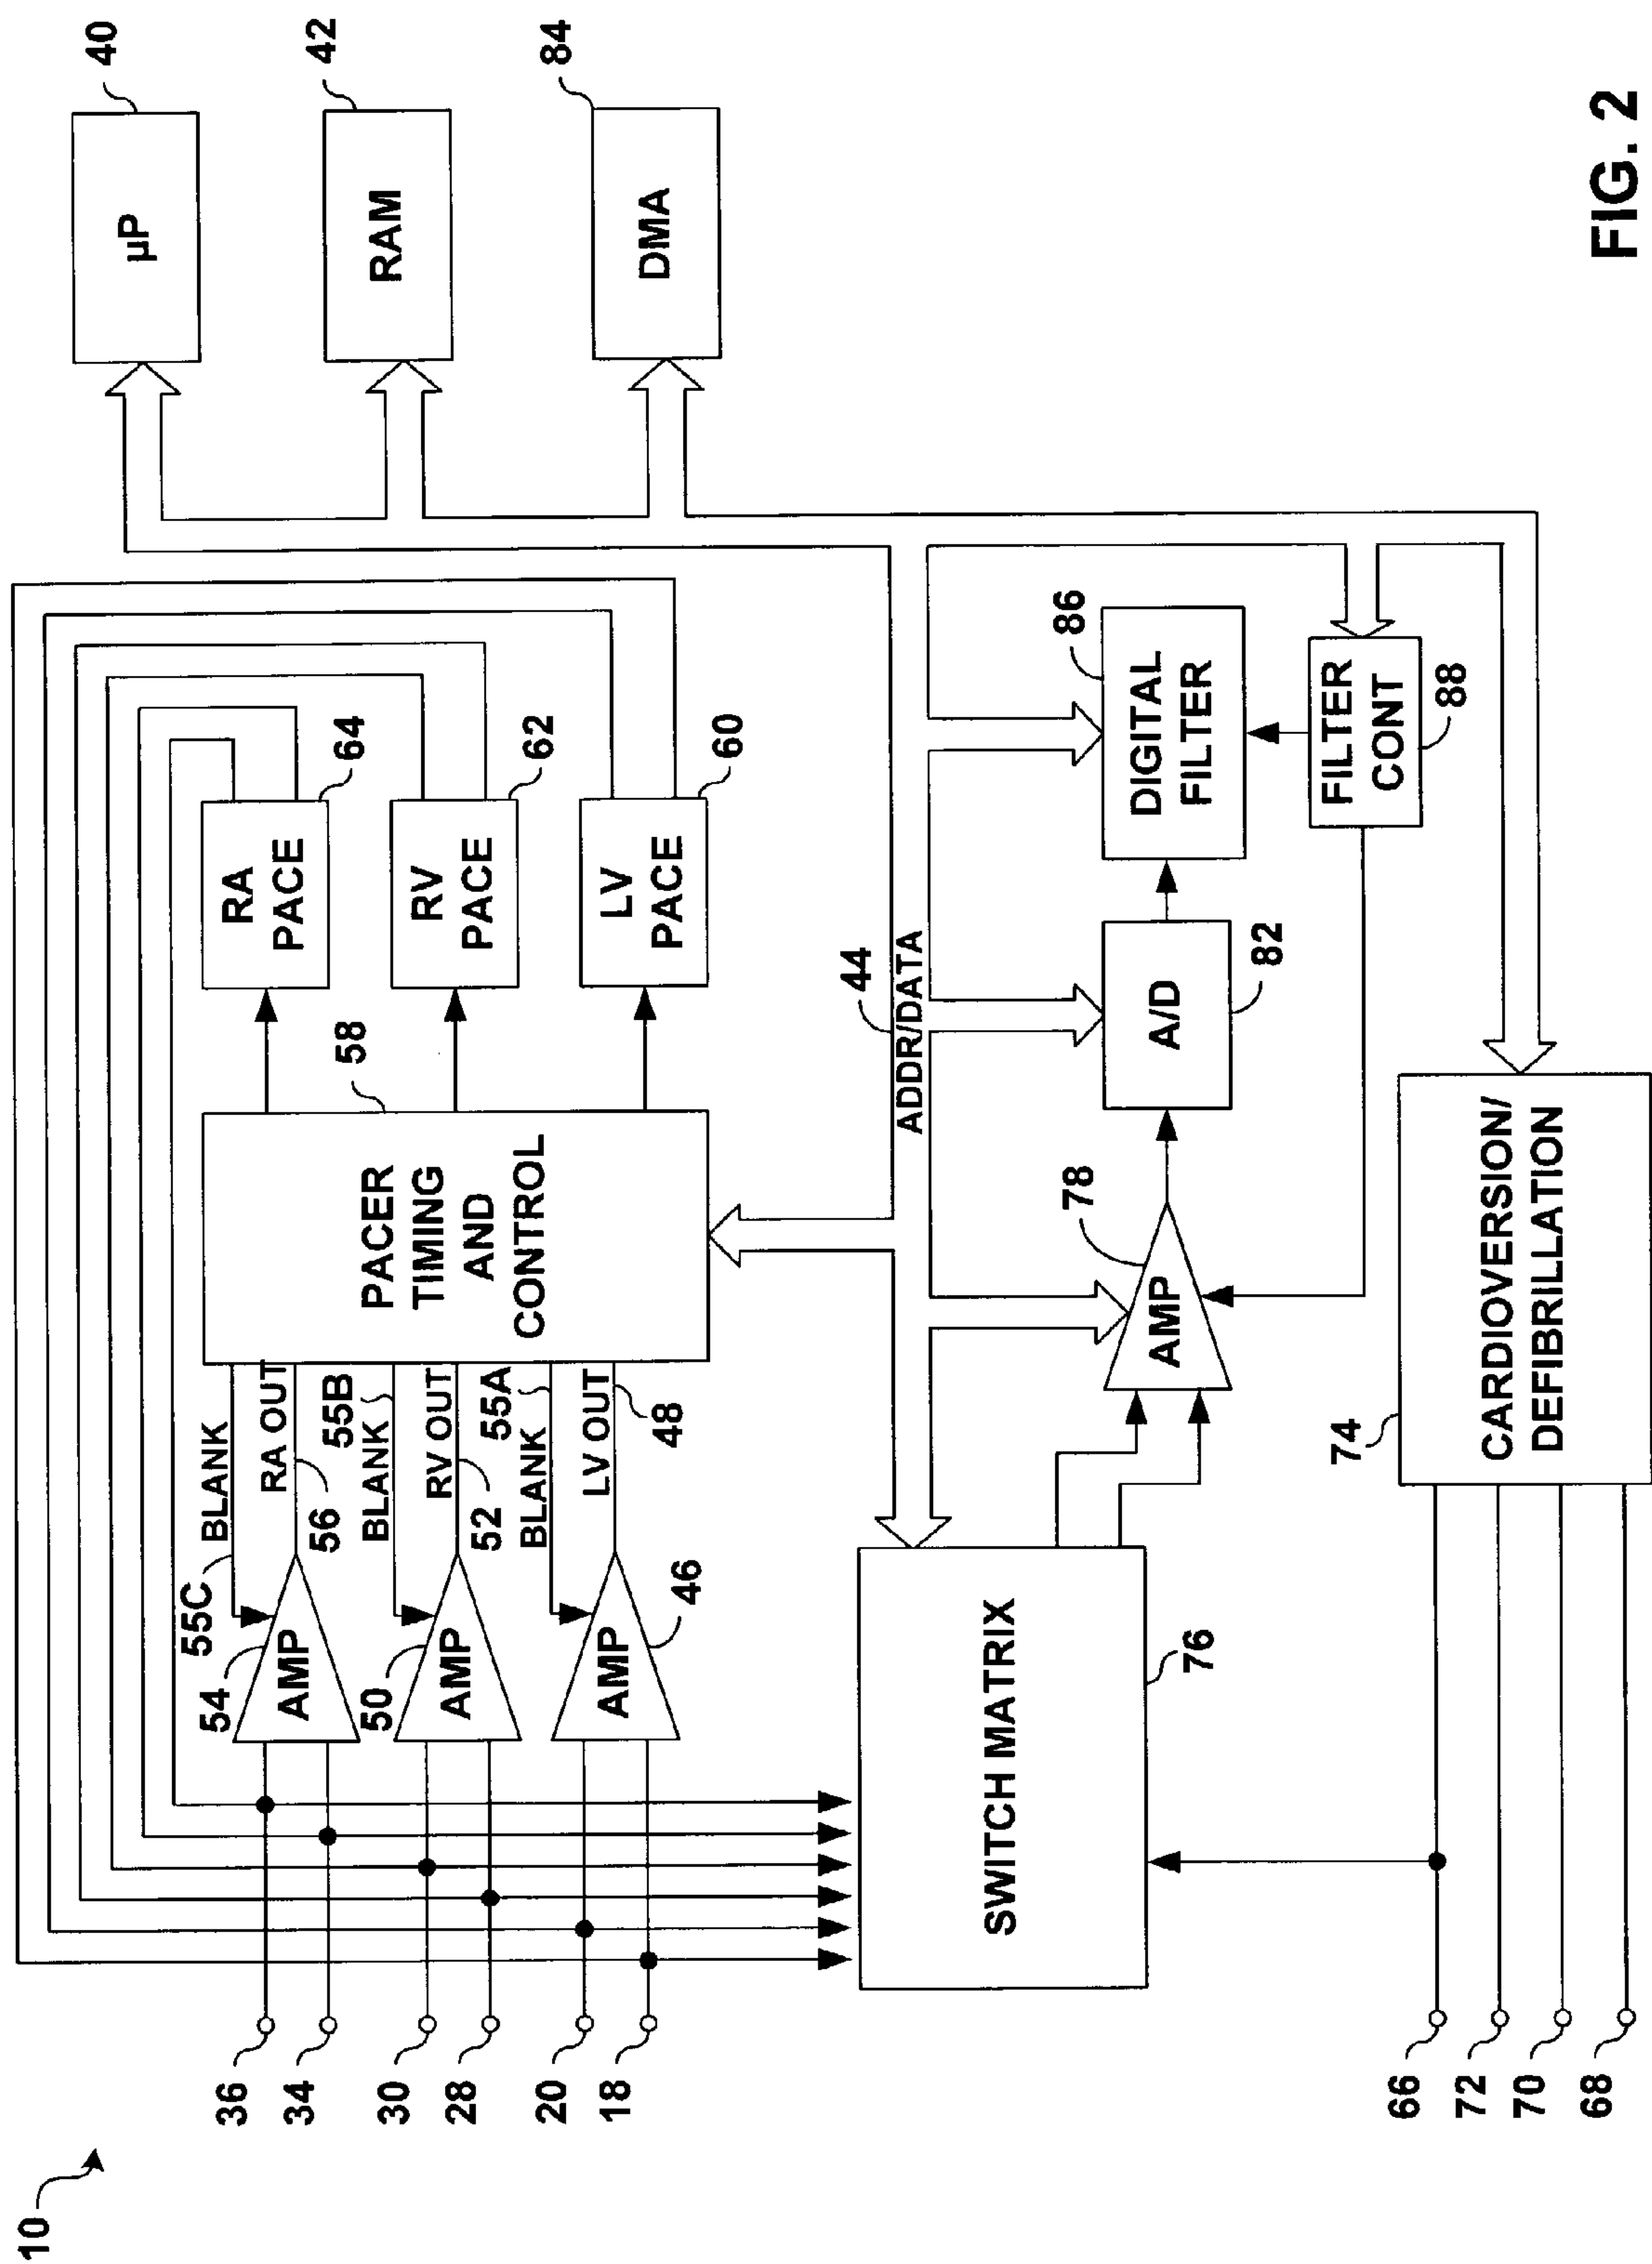 10
36
34
30
28
20
18
54
55C
BLANK
RA OUT
56
AMP
50
55B
BLANK
RV OUT
52
AMP
55A
BLANK
LV OUT
48
AMP
46
PACER
TIMING
AND
CONTROL
58
RA
PACE
64
RV
PACE
62
LV
PACE
60
µP
40
RAM
42
DMA
84
44
ADDR/DATA
SWITCH MATRIX
76
AMP
78
A/D
82
DIGITAL
FILTER
86
FILTER
CONT
88
66
72
70
68
74
CARDIOVERSION/
DEFIBRILLATION
FIG. 2